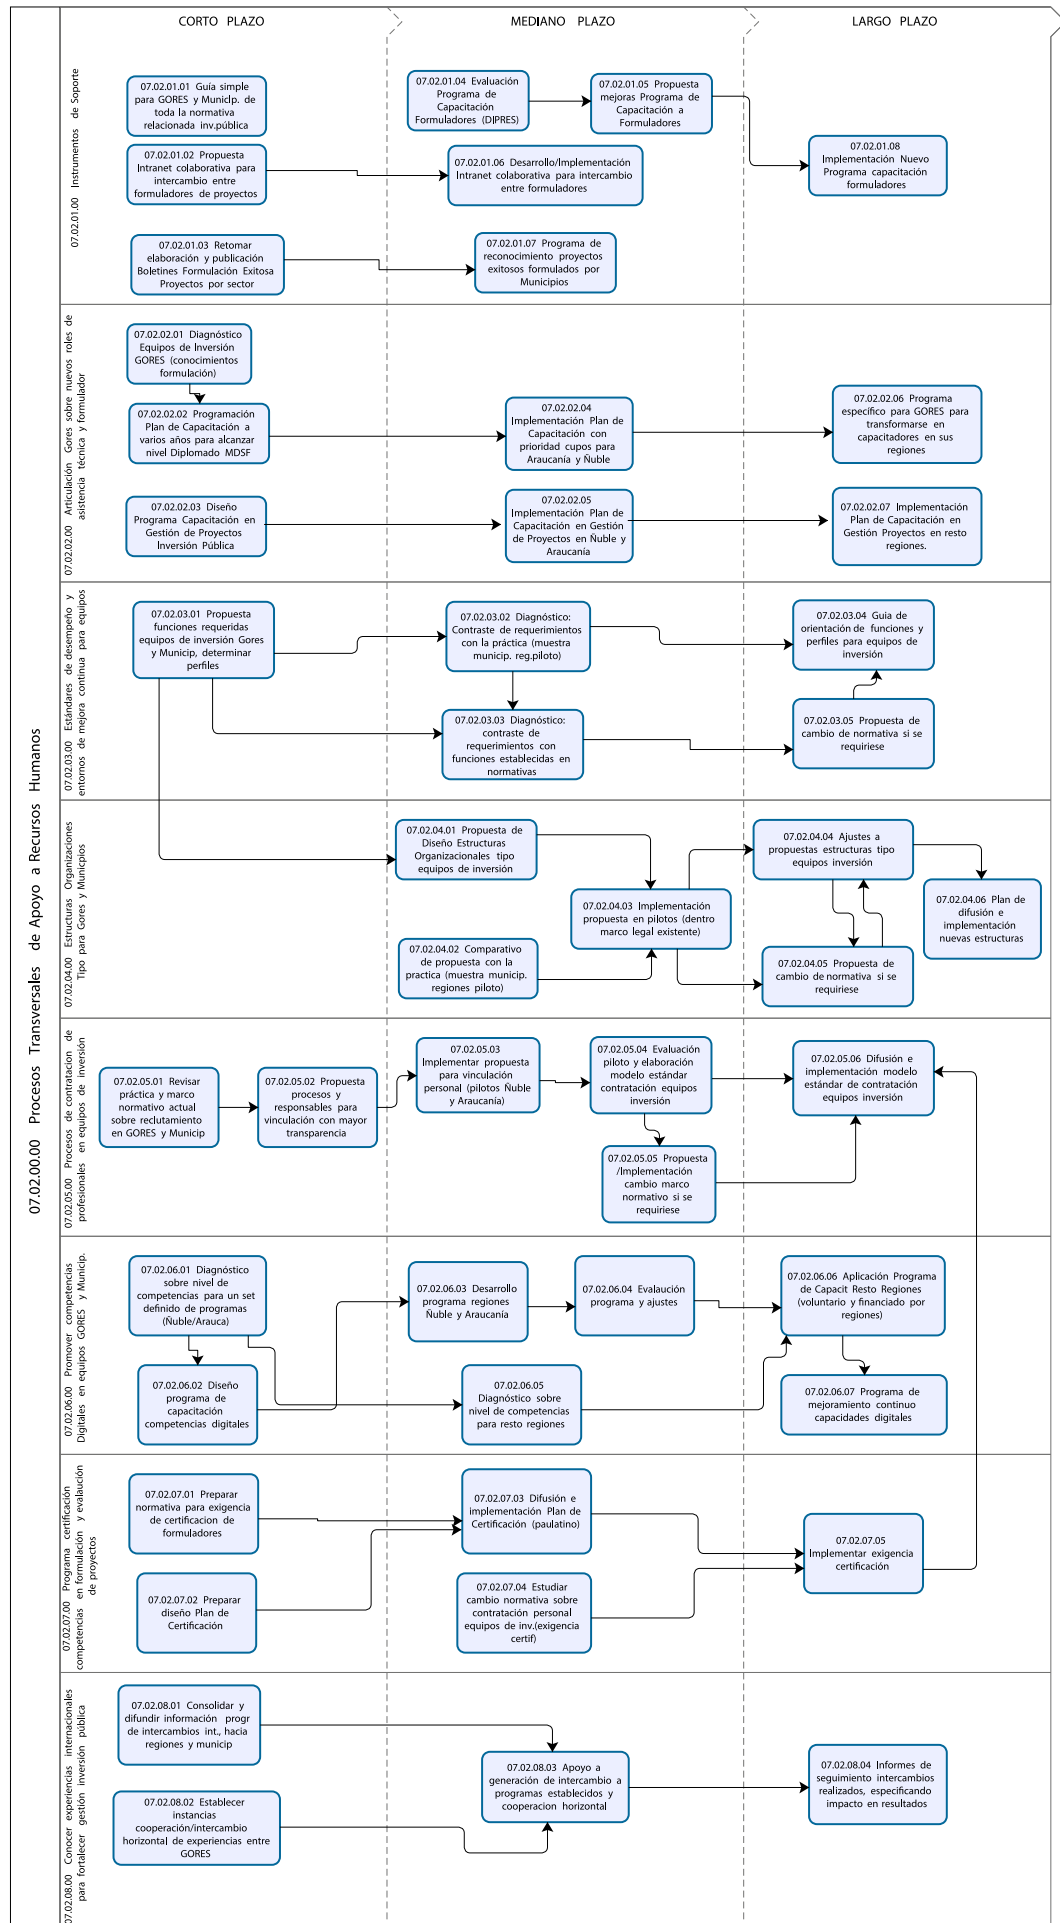 CORTO PLAZO
MEDIANO PLAZO
LARGO PLAZO
07.02.00.00 Procesos Transversales de Apoyo a Recursos Humanos
07.02.01.00 Instrumentos de Soporte
07.02.01.01 Guía simple
para GORES y Municlp. de
toda la normativa
relacionada inv.pública
07.02.01.04 Evaluación
Programa de
Capacitación
Formuladores (DIPRES)
07.02.01.05 Propuesta
mejoras Programa de
Capacitación a
Formuladores
07.02.01.08
Implementación Nuevo
Programa capacitación
formuladores
07.02.01.02 Propuesta
Intranet colaborativa para
intercambio entre
formuladores de proyectos
07.02.01.06 Desarrollo/Implementación
Intranet colaborativa para intercambio
entre formuladores
07.02.01.03 Retomar
elaboración y publicación
Boletines Formulación Exitosa
Proyectos por sector
07.02.01.07 Programa de
reconocimiento proyectos
exitosos formulados por
Municipios
07.02.02.00 Articulación Gores sobre nuevos roles de
asistencia técnica y formulador
07.02.02.01 Diagnóstico
Equipos de Inversión
GORES (conocimientos
formulación)
07.02.02.02 Programación
Plan de Capacitación a
varios años para alcanzar
nivel Diplomado MDSF
07.02.02.04
Implementación Plan de
Capacitación con
prioridad cupos para
Araucanía y Ñuble
07.02.02.06 Programa
específico para GORES para
transformarse en
capacitadores en sus
regiones
07.02.02.03 Diseño
Programa Capacitación en
Gestión de Proyectos
Inversión Pública
07.02.02.05
Implementación Plan de
Capacitación en Gestión
de Proyectos en Ñuble y
Araucanía
07.02.02.07 Implementación
Plan de Capacitación en
Gestión Proyectos en resto
regiones.
07.02.03.00 Estándares de desempeño y
entornos de mejora continua para equipos
07.02.03.01 Propuesta
funciones requeridas
equipos de inversión Gores
y Municip, determinar
perfiles
07.02.03.02 Diagnóstico:
Contraste de requerimientos
con la práctica (muestra
municip. reg.piloto)
07.02.03.04 Guia de
orientación de funciones y
perfiles para equipos de
inversión
07.02.03.03 Diagnóstico:
contraste de
requerimientos con
funciones establecidas en
normativas
07.02.03.05 Propuesta de
cambio de normativa si se
requiriese
07.02.04.00 Estructuras Organizaciones
Tipo para Gores y Municpios
07.02.04.01 Propuesta de
Diseño Estructuras
Organizacionales tipo
equipos de inversión
07.02.04.04 Ajustes a
propuestas estructuras tipo
equipos inversión
07.02.04.03 Implementación
propuesta en pilotos (dentro
marco legal existente)
07.02.04.06 Plan de
difusión e
implementación
nuevas estructuras
07.02.04.02 Comparativo
de propuesta con la
practica (muestra municip.
regiones piloto)
07.02.04.05 Propuesta de
cambio de normativa si se
requiriese
07.02.05.00 Procesos de contratacion de
profesionales en equipos de inversión
07.02.05.01 Revisar
práctica y marco
normativo actual
sobre reclutamiento
en GORES y Municip
07.02.05.02 Propuesta
procesos y
responsables para
vinculación con mayor
transparencia
07.02.05.03
Implementar propuesta
para vinculación
personal (pilotos Ñuble
y Araucanía)
07.02.05.04 Evaluación
piloto y elaboración
modelo estándar
contratación equipos
inversión
07.02.05.06 Difusión e
implementación modelo
estándar de contratación
equipos inversión
07.02.05.05 Propuesta
/Implementación
cambio marco
normativo si se
requiriese
07.02.06.00 Promover competencias
Digitales en equipos GORES y Municip.
07.02.06.01 Diagnóstico
sobre nivel de
competencias para un set
definido de programas
(Ñuble/Arauca)
07.02.06.03 Desarrollo
programa regiones
Ñuble y Araucanía
07.02.06.04 Evalaución
programa y ajustes
07.02.06.06 Aplicación Programa
de Capacit Resto Regiones
(voluntario y financiado por
regiones)
07.02.06.02 Diseño
programa de
capacitación
competencias digitales
07.02.06.05
Diagnóstico sobre
nivel de competencias
para resto regiones
07.02.06.07 Programa de
mejoramiento continuo
capacidades digitales
07.02.07.00 Programa certificación
competencias en formulación y evalaución
de proyectos
07.02.07.01 Preparar
normativa para exigencia
de certificacion de
formuladores
07.02.07.03 Difusión e
implementación Plan de
Certificación (paulatino)
07.02.07.05
Implementar exigencia
certificación
07.02.07.02 Preparar
diseño Plan de
Certificación
07.02.07.04 Estudiar
cambio normativa sobre
contratación personal
equipos de inv.(exigencia
certif)
07.02.08.00 Conocer experiencias internacionales
para fortalecer gestión inversión pública
07.02.08.01 Consolidar y
difundir información progr
de intercambios int., hacia
regiones y municip
07.02.08.03 Apoyo a
generación de intercambio a
programas establecidos y
cooperacion horizontal
07.02.08.04 Informes de
seguimiento intercambios
realizados, especificando
impacto en resultados
07.02.08.02 Establecer
instancias
cooperación/intercambio
horizontal de experiencias entre
GORES